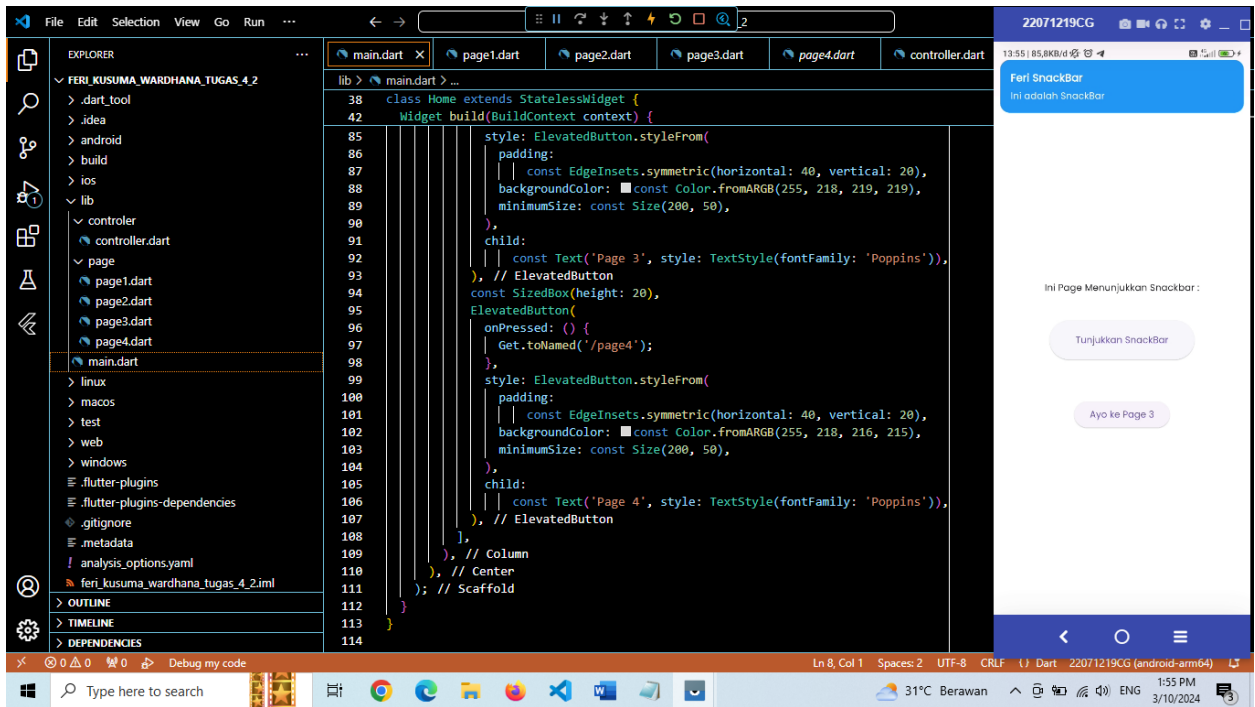 File Edit Selection View Go Run ...
_2
22071219CG
EXPLORER
FERI_KUSUMA_WARDHANA_TUGAS_4_2
.dart_tool
.idea
android
build
ios
lib
controler
controller.dart
page
page1.dart
page2.dart
page3.dart
page4.dart
main.dart
linux
macos
test
web
windows
.flutter-plugins
.flutter-plugins-dependencies
.gitignore
.metadata
analysis_options.yaml
feri_kusuma_wardhana_tugas_4_2.iml
OUTLINE
TIMELINE
DEPENDENCIES
main.dart page1.dart page2.dart page3.dart page4.dart controller.dart
lib > main.dart > ...
38 class Home extends StatelessWidget {
42 Widget build(BuildContext context) {
85 style: ElevatedButton.styleFrom(
86 padding:
87 const EdgeInsets.symmetric(horizontal: 40, vertical: 20),
88 backgroundColor: const Color.fromARGB(255, 218, 219, 219),
89 minimumSize: const Size(200, 50),
90 ),
91 child:
92 const Text('Page 3', style: TextStyle(fontFamily: 'Poppins')),
93 ), // ElevatedButton
94 const SizedBox(height: 20),
95 ElevatedButton(
96 onPressed: () {
97 Get.toNamed('/page4');
98 },
99 style: ElevatedButton.styleFrom(
100 padding:
101 const EdgeInsets.symmetric(horizontal: 40, vertical: 20),
102 backgroundColor: const Color.fromARGB(255, 218, 216, 215),
103 minimumSize: const Size(200, 50),
104 ),
105 child:
106 const Text('Page 4', style: TextStyle(fontFamily: 'Poppins')),
107 ), // ElevatedButton
108 ],
109 ), // Column
110 ), // Center
111 ); // Scaffold
112 }
113 }
114
13:55 | 85,8KB/d
Feri SnackBar
Ini adalah SnackBar
Ini Page Menunjukkan Snackbar :
Tunjukkan SnackBar
Ayo ke Page 3
0 0 0 Debug my code
Ln 8, Col 1 Spaces: 2 UTF-8 CRLF Dart 22071219CG (android-arm64)
Type here to search
31°C Berawan
ENG
1:55 PM
3/10/2024
3